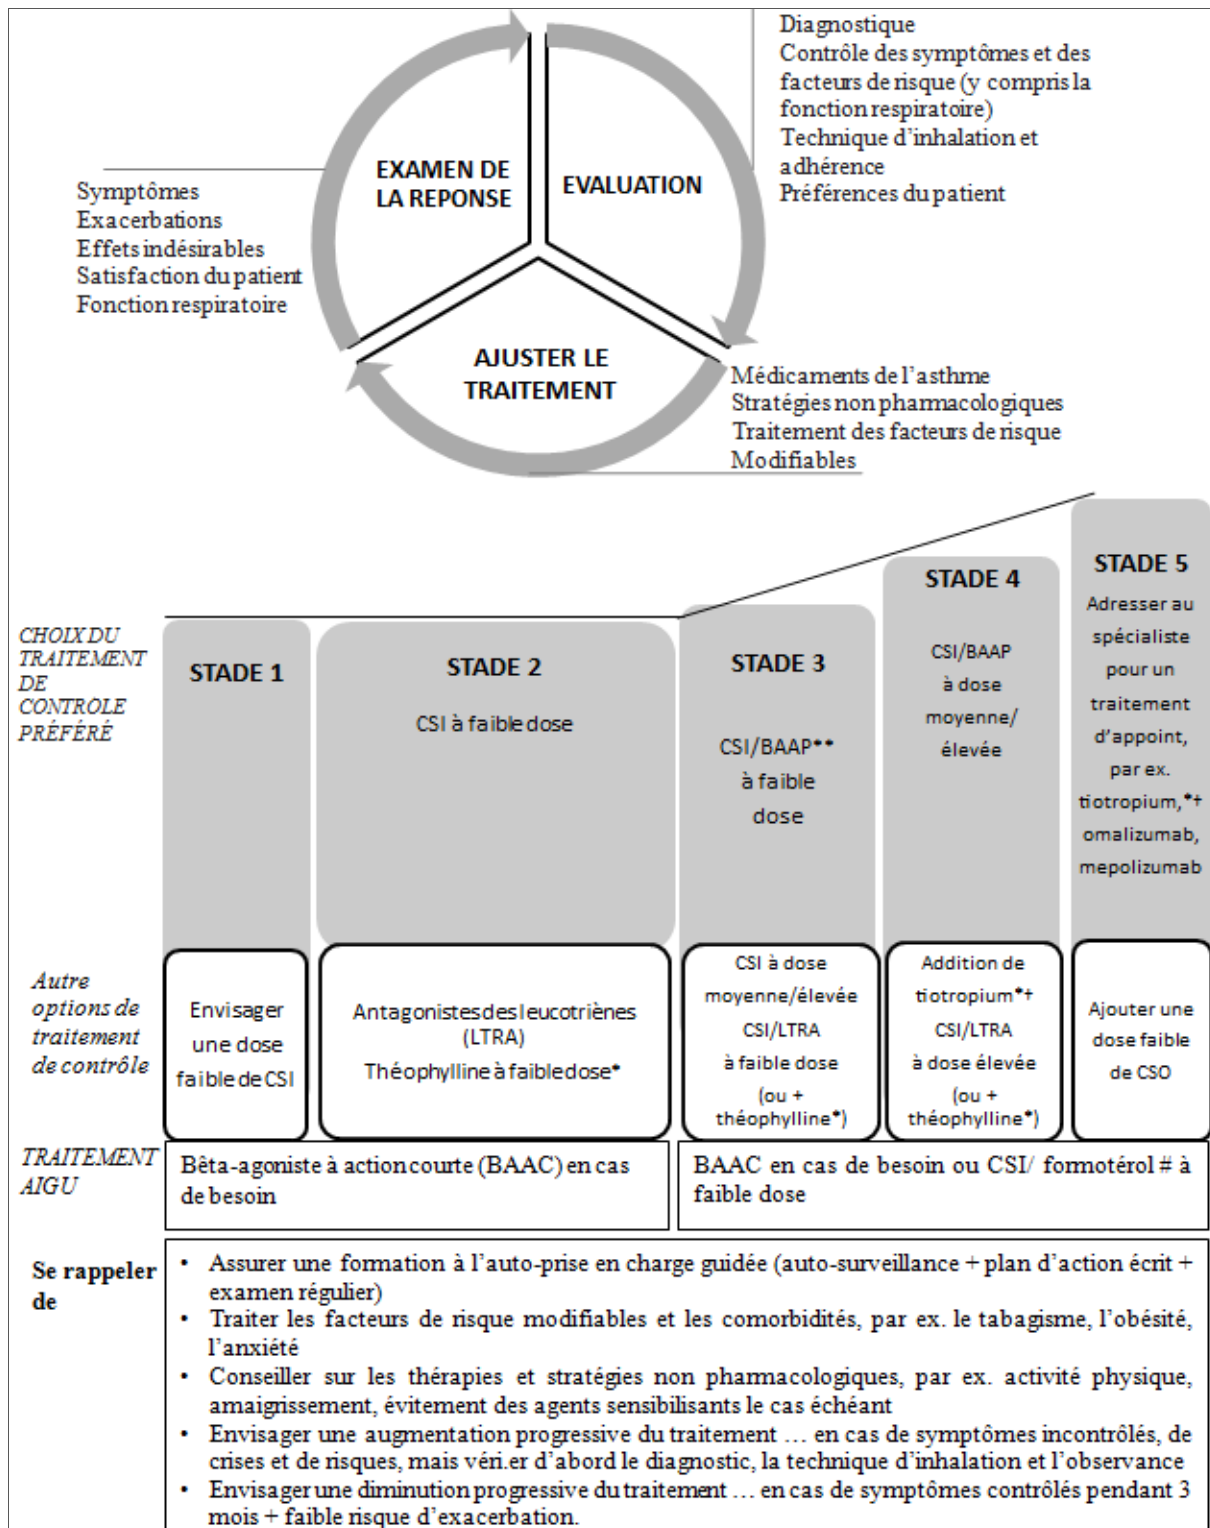 Diagnostique
Contrôle des symptômes et des
facteurs de risque (y compris la
fonction respiratoire)
Technique d'inhalation et
adhérence
Préférences du patient
EXAMEN DE
LA REPONSE
EVALUATION
Symptômes
Exacerbations
Effets indésirables
Satisfaction du patient
Fonction respiratoire
AJUSTER LE
TRAITEMENT
Médicaments de l'asthme
Stratégies non pharmacologiques
Traitement des facteurs de risque
Modifiables
CHOIX DU
TRAITEMENT
DE
CONTROLE
PRÉFÉRÉ
STADE 1
STADE 2
CSI à faible dose
STADE 3
CSI/BAAP**
à faible
dose
STADE 4
CSI/BAAP
à dose
moyenne/
élevée
STADE 5
Adresser au
spécialiste
pour un
traitement
d'appoint,
par ex.
tiotropium,*†
omalizumab,
mepolizumab
Autre
options de
traitement
de contrôle
Envisager
une dose
faible de CSI
Antagonistes des leucotriènes
(LTRA)
Théophylline à faible dose*
CSI à dose
moyenne/élevée
CSI/LTRA
à faible dose
(ou +
théophylline*)
Addition de
tiotropium*†
CSI/LTRA
à dose élevée
(ou +
théophylline*)
Ajouter une
dose faible
de CSO
TRAITEMENT
AIGU
Bêta-agoniste à action courte (BAAC) en cas
de besoin
BAAC en cas de besoin ou CSI/ formotérol # à
faible dose
Se rappeler
de
• Assurer une formation à l'auto-prise en charge guidée (auto-surveillance + plan d'action écrit +
examen régulier)
• Traiter les facteurs de risque modifiables et les comorbidités, par ex. le tabagisme, l'obésité,
l'anxiété
• Conseiller sur les thérapies et stratégies non pharmacologiques, par ex. activité physique,
amaigrissement, évitement des agents sensibilisants le cas échéant
• Envisager une augmentation progressive du traitement … en cas de symptômes incontrôlés, de
crises et de risques, mais véri.er d'abord le diagnostic, la technique d'inhalation et l'observance
• Envisager une diminution progressive du traitement … en cas de symptômes contrôlés pendant 3
mois + faible risque d'exacerbation.